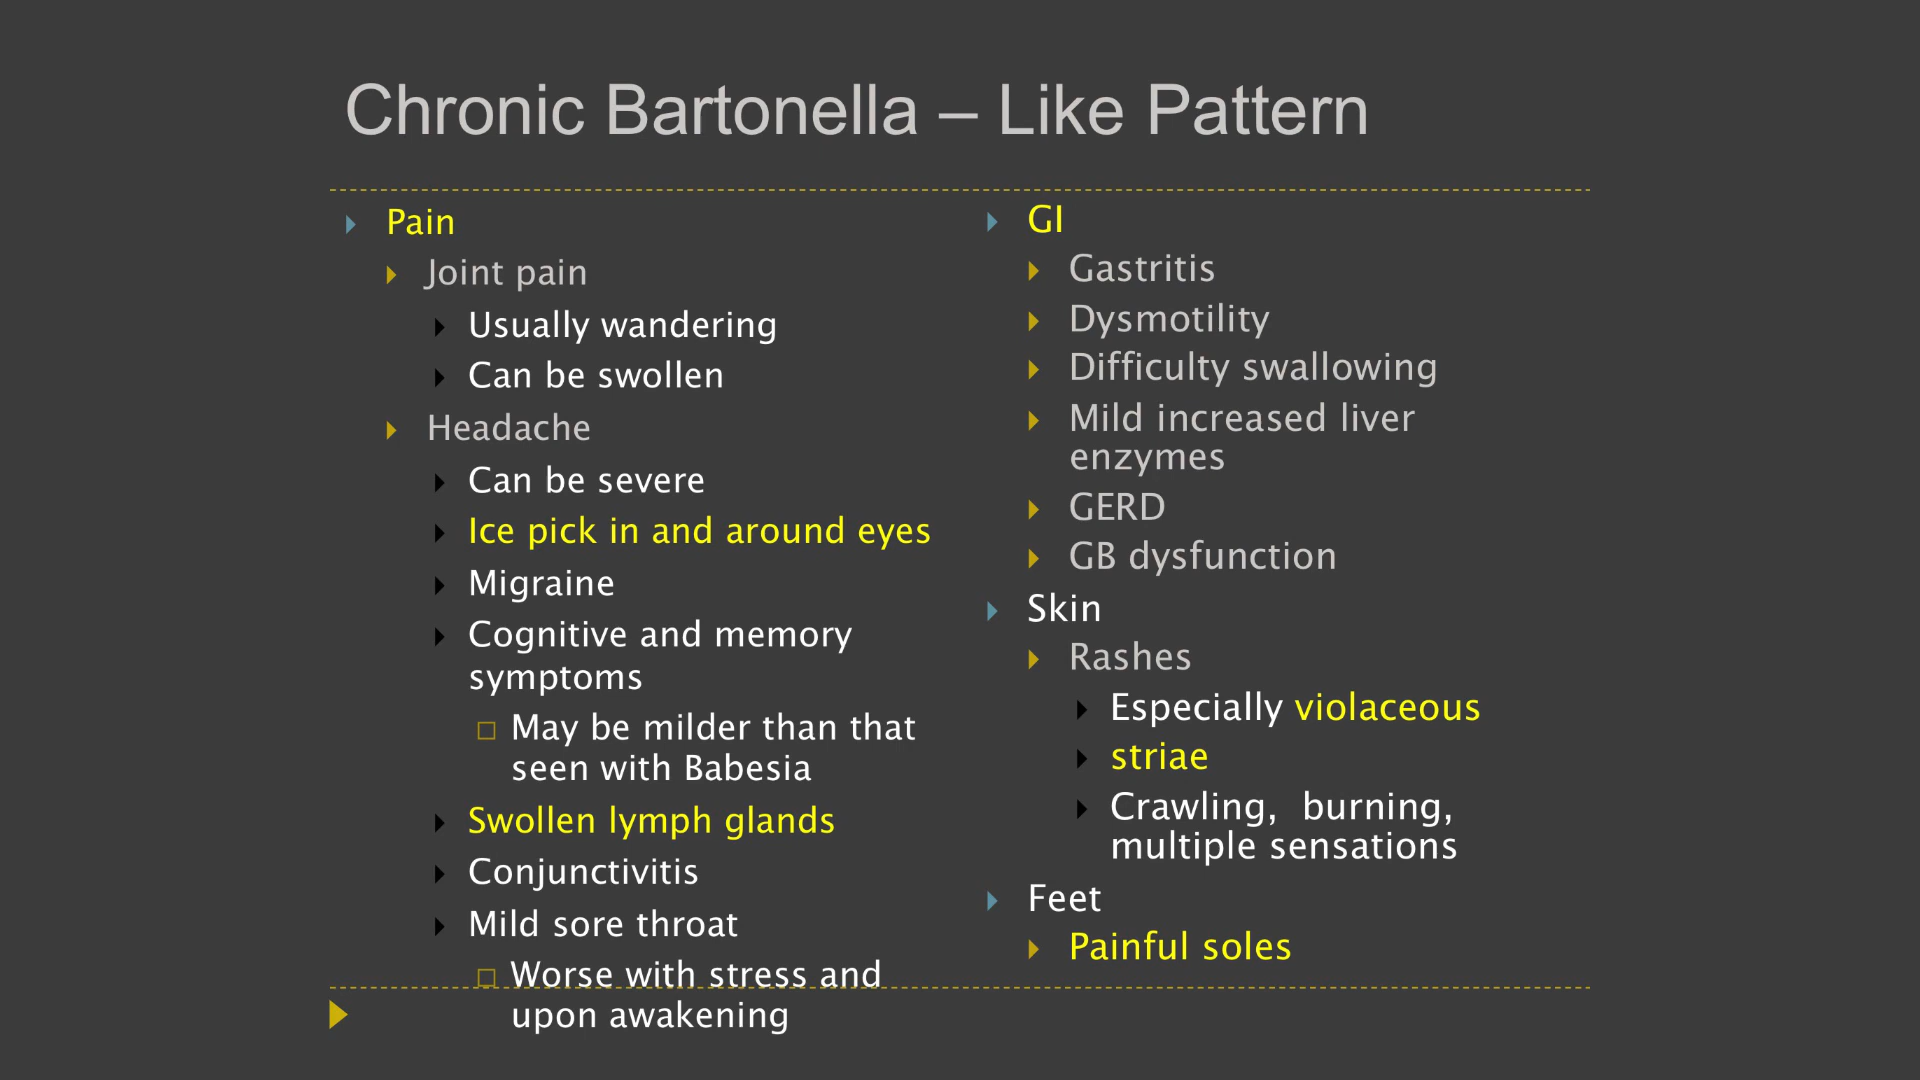 Chronic Bartonella – Like Pattern
Pain
Joint pain
Usually wandering
Can be swollen
Headache
Can be severe
Ice pick in and around eyes
Migraine
Cognitive and memory
symptoms
May be milder than that
seen with Babesia
Swollen lymph glands
Conjunctivitis
Mild sore throat
Worse with stress and
upon awakening
GI
Gastritis
Dysmotility
Difficulty swallowing
Mild increased liver
enzymes
GERD
GB dysfunction
Skin
Rashes
Especially violaceous
striae
Crawling, burning,
multiple sensations
Feet
Painful soles